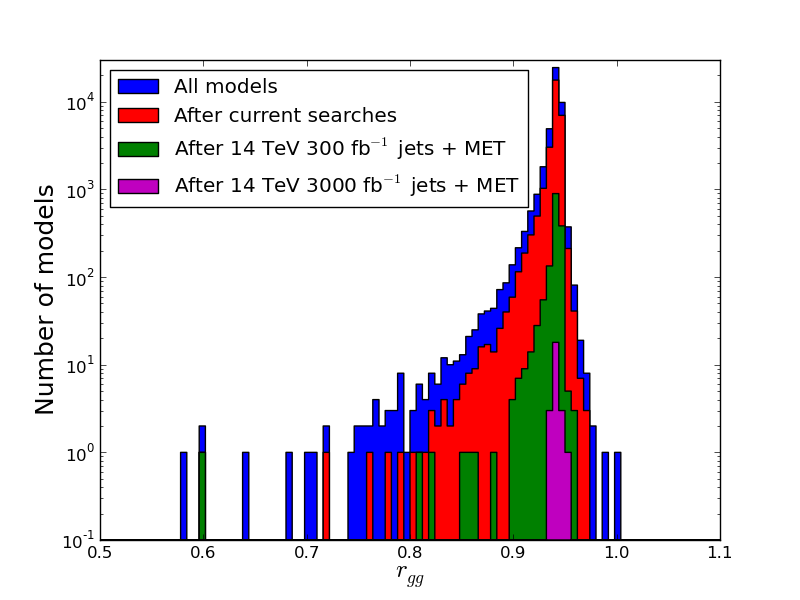 All models
After current searches
After 14 TeV 300 fb⁻¹ jets + MET
After 14 TeV 3000 fb⁻¹ jets + MET
Number of models
10⁴
10³
10²
10¹
10⁰
10⁻¹
0.5 0.6 0.7 0.8 0.9 1.0 1.1
r_gg